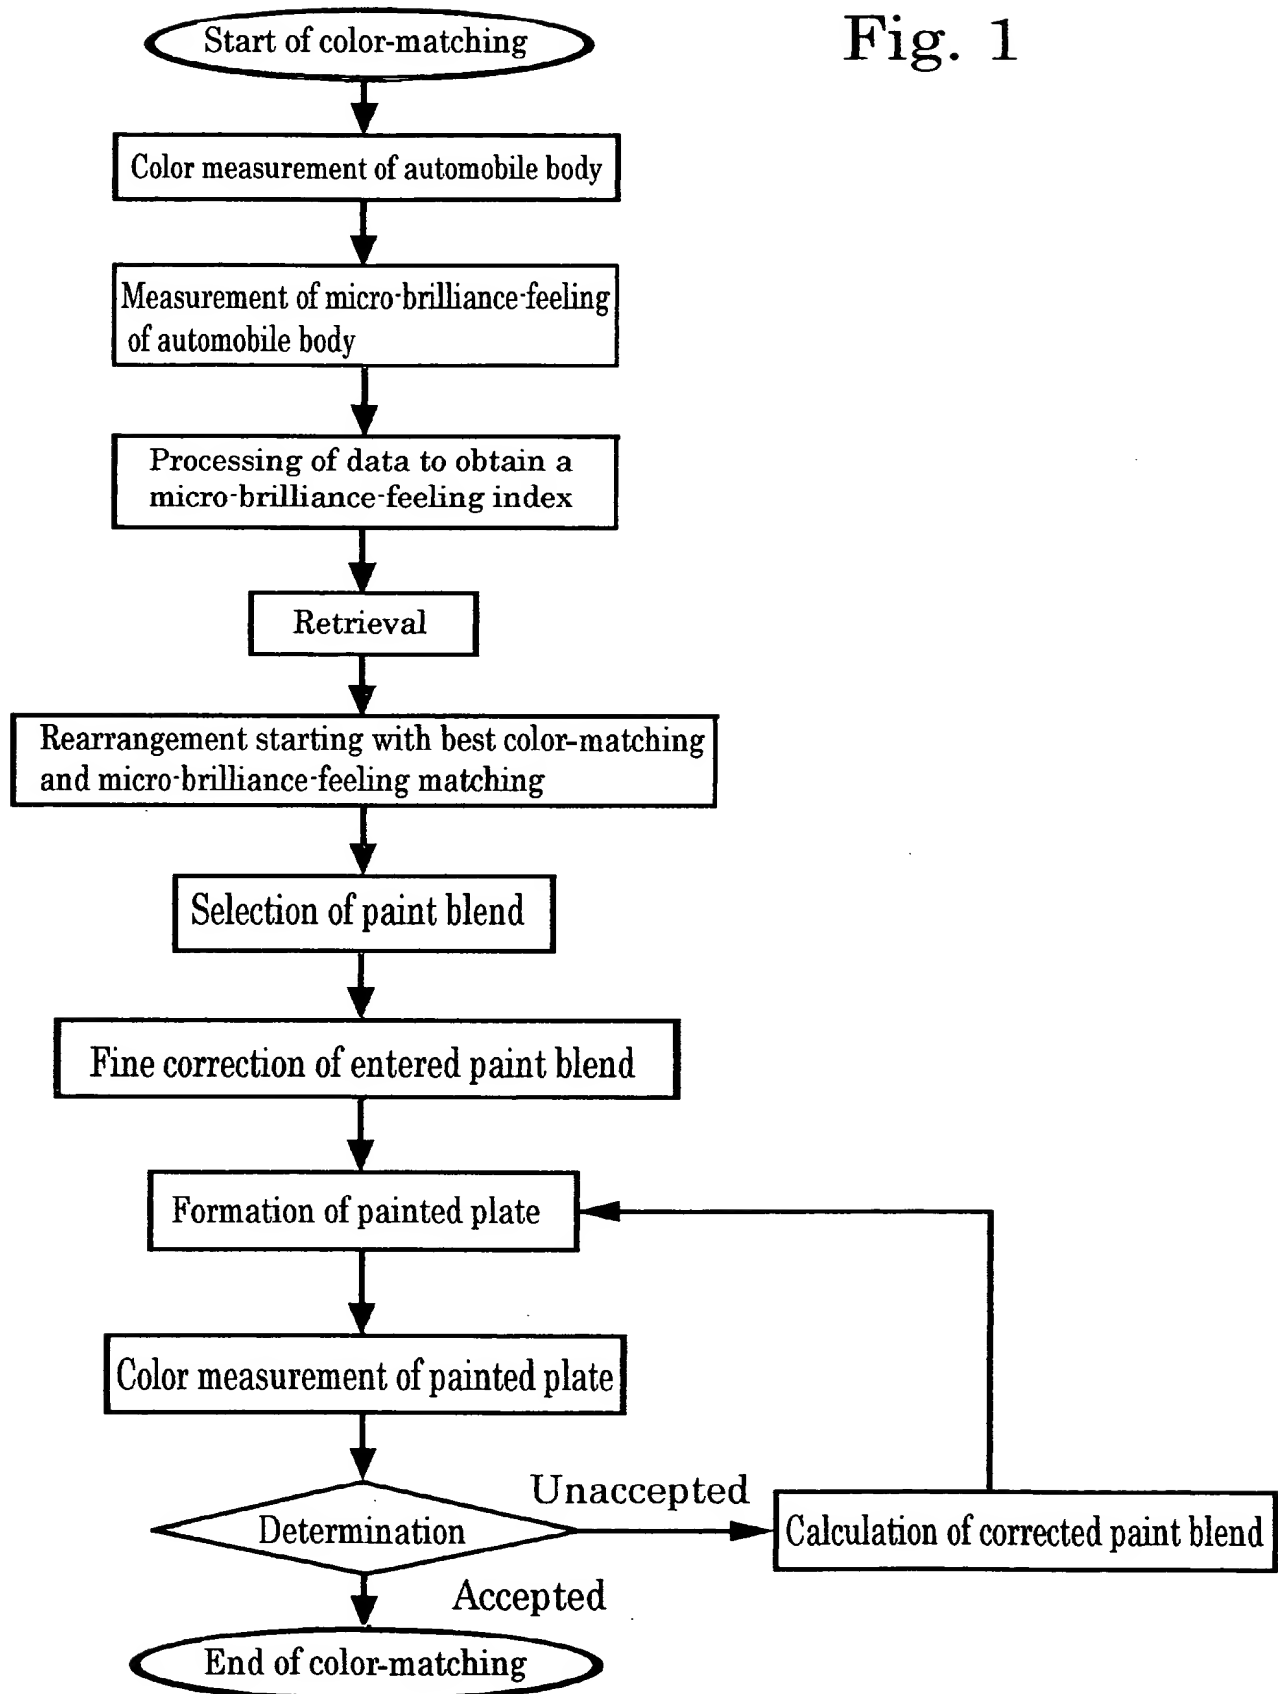 Fig. 1
Start of color-matching
Color measurement of automobile body
Measurement of micro-brilliance-feeling
of automobile body
Processing of data to obtain a
micro-brilliance-feeling index
Retrieval
Rearrangement starting with best color-matching
and micro-brilliance-feeling matching
Selection of paint blend
Fine correction of entered paint blend
Formation of painted plate
Color measurement of painted plate
Determination
Unaccepted
Calculation of corrected paint blend
Accepted
End of color-matching